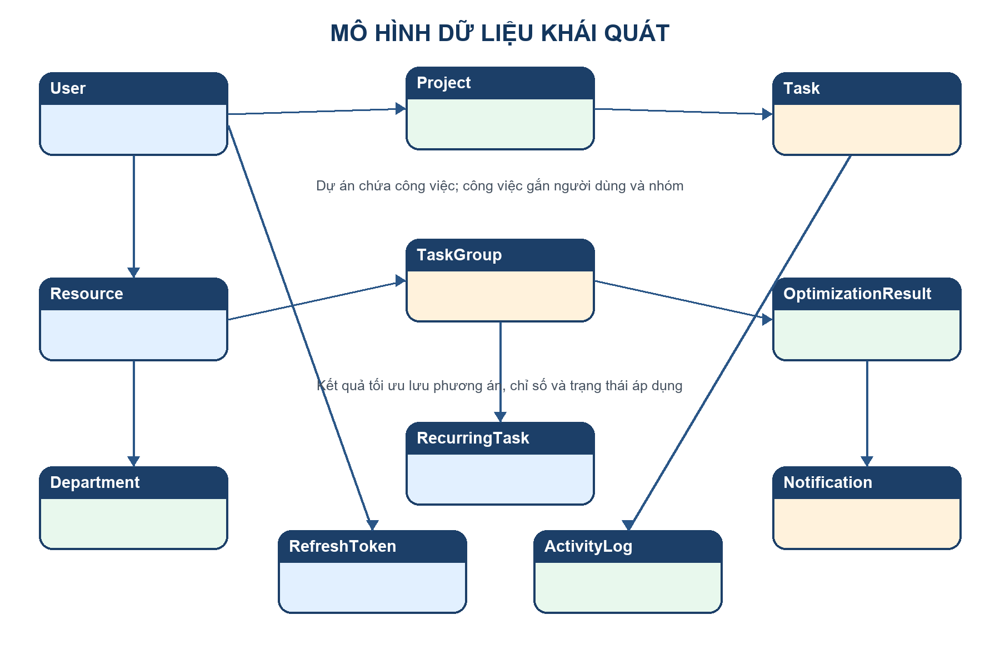 MÔ HÌNH DỮ LIỆU KHÁI QUÁT
User
Project
Task
Dự án chứa công việc; công việc gắn người dùng và nhóm
TaskGroup
Resource
OptimizationResult
Kết quả tối ưu lưu phương án, chỉ số và trạng thái áp dụng
RecurringTask
Department
Notification
RefreshToken
ActivityLog